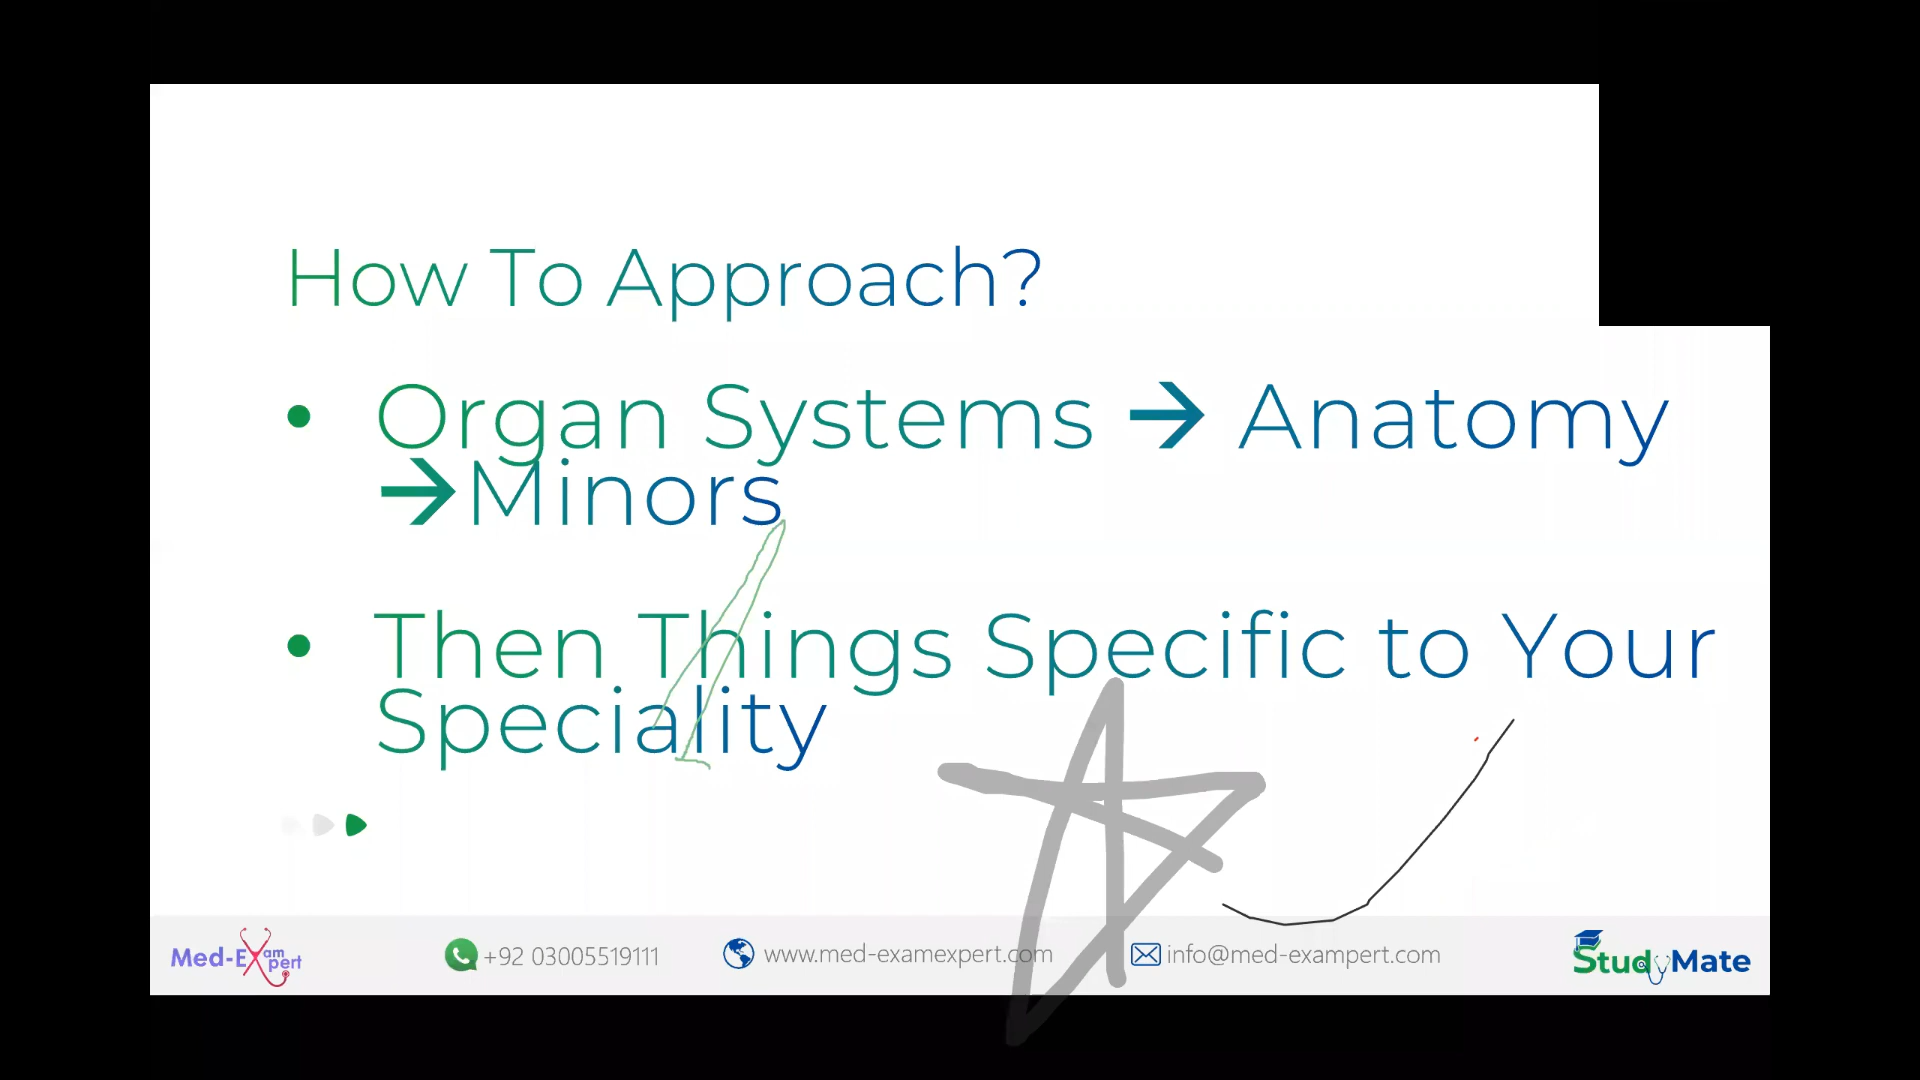 How To Approach?
• Organ Systems → Anatomy
→Minors
• Then Things Specific to Your
Speciality
Med-Exam Expert +92 03005519111 www.med-examexpert.com info@med-exampert.com StudyMate